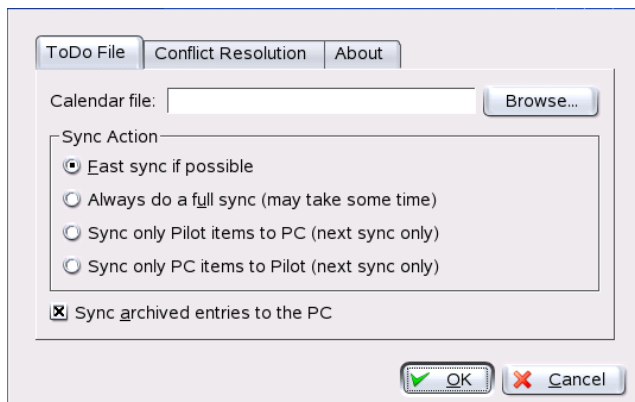 ToDo File Conflict Resolution About
Calendar file: Browse...
Sync Action
Fast sync if possible
Always do a full sync (may take some time)
Sync only Pilot items to PC (next sync only)
Sync only PC items to Pilot (next sync only)
Sync archived entries to the PC
OK Cancel